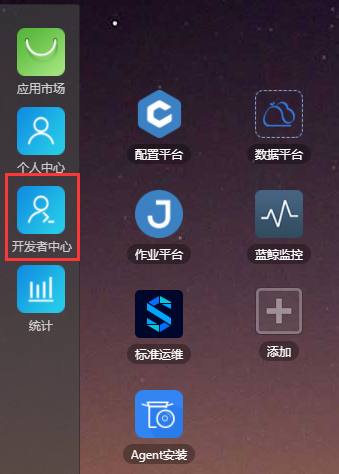 应用市场
个人中心
开发者中心
统计
配置平台
数据平台
作业平台
蓝鲸监控
标准运维
添加
Agent安装